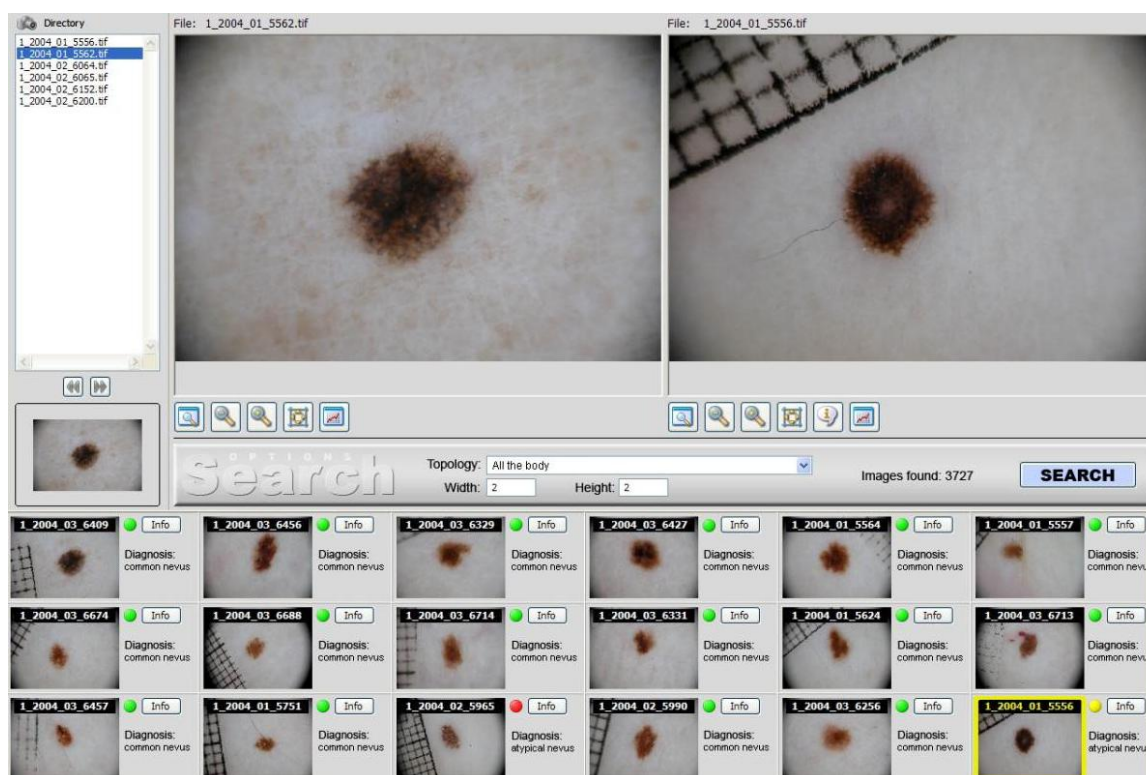 Directory
File: 1_2004_01_5562.tif
File: 1_2004_01_5556.tif
1_2004_01_5556.tif
1_2004_01_5562.tif
1_2004_02_6064.tif
1_2004_02_6065.tif
1_2004_02_6152.tif
1_2004_02_6200.tif
OPTIONS
Search
Topology: All the body
Width: 2 Height: 2
Images found: 3727
SEARCH
1_2004_03_6409 Info 1_2004_03_6456 Info 1_2004_03_6329 Info 1_2004_03_6427 Info 1_2004_01_5564 Info 1_2004_01_5557 Info
Diagnosis: Diagnosis: Diagnosis: Diagnosis: Diagnosis: Diagnosis:
common nevus common nevus common nevus common nevus common nevus common nevu
1_2004_03_6674 Info 1_2004_03_6688 Info 1_2004_03_6714 Info 1_2004_03_6331 Info 1_2004_01_5624 Info 1_2004_03_6713 Info
Diagnosis: Diagnosis: Diagnosis: Diagnosis: Diagnosis: Diagnosis:
common nevus common nevus common nevus common nevus common nevus common nevu
1_2004_03_6457 Info 1_2004_01_5751 Info 1_2004_02_5965 Info 1_2004_02_5990 Info 1_2004_03_6256 Info 1_2004_01_5556 Info
Diagnosis: Diagnosis: Diagnosis: Diagnosis: Diagnosis: Diagnosis:
common nevus common nevus atypical nevus common nevus common nevus atypical nevu